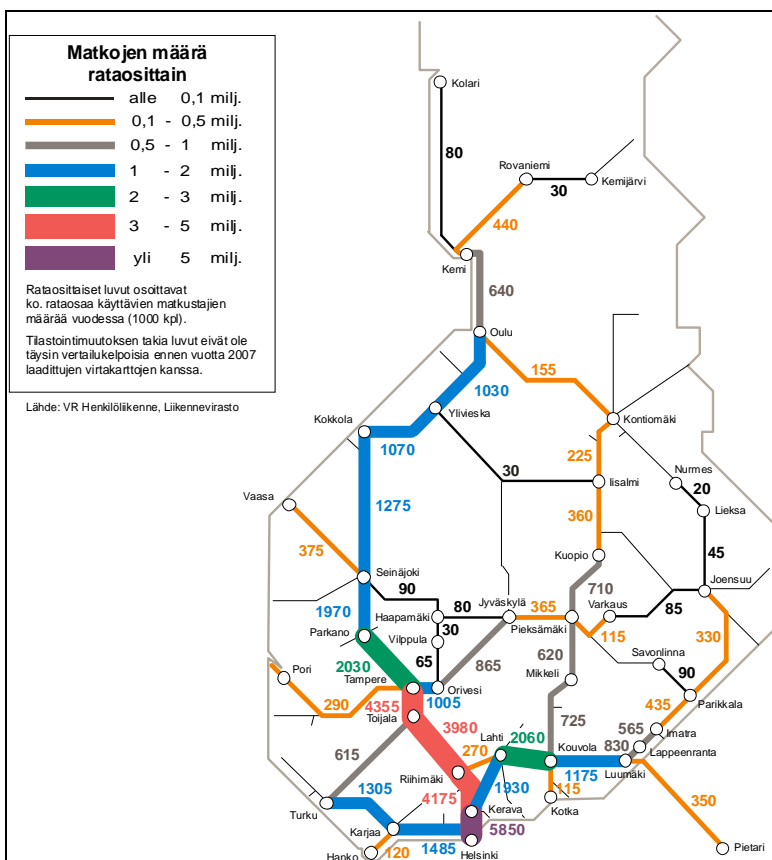 Matkojen määrä
rataosittain
alle 0,1 milj.
0,1 - 0,5 milj.
0,5 - 1 milj.
1 - 2 milj.
2 - 3 milj.
3 - 5 milj.
yli 5 milj.
Rataosittaiset luvut osoittavat
ko. rataosaa käyttävien matkustajien
määrää vuodessa (1000 kpl).
Tilastointimuutoksen takia luvut eivät ole
täysin vertailukelpoisia ennen vuotta 2007
laadittujen virtakarttojen kanssa.
Lähde: VR Henkilöliikenne, Liikennevirasto
Kolari
80
Rovaniemi
30
Kemijärvi
440
Kemi
640
Oulu
155
1030
Ylivieska
Kokkola
1070
Kontiomäki
225
30
Iisalmi
Nurmes
20
Lieksa
1275
Vaasa
360
375
Kuopio
45
Seinäjoki
90
Joensuu
710
Jyväskylä
365
Varkaus
85
1970
Haapamäki
80
Pieksämäki
115
330
Parkano
Vilppula
30
865
620
Savonlinna
2030
65
90
Pori
Tampere
Mikkeli
290
1005
Orivesi
Parikkala
4355
435
Toijala
725
3980
Lahti
2060
565
Imatra
615
270
Kouvola
830
Lappeenranta
Riihimäki
1175
Luumäki
1305
4175
1930
115
350
Turku
Kerava
Kotka
Karjaa
5850
1485
Hanko
120
Helsinki
Pietari